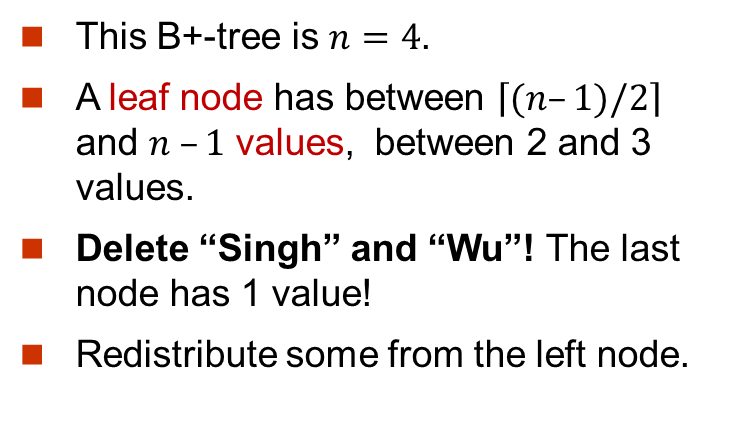 This B+-tree is n = 4.
A leaf node has between ⌈(n– 1)/2⌉
and n – 1 values,  between 2 and 3
values.
Delete “Singh” and “Wu”! The last
node has 1 value!
Redistribute some from the left node.